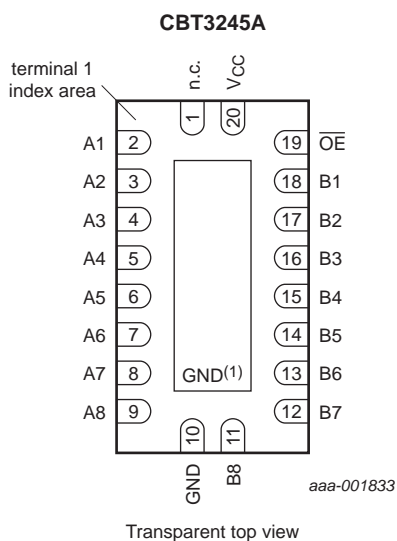 CBT3245A
terminal 1
index area
n.c.
VCC
1
20
A1 2 19 OE
A2 3 18 B1
A3 4 17 B2
A4 5 16 B3
A5 6 15 B4
A6 7 14 B5
A7 8 GND(1) 13 B6
A8 9 12 B7
10
11
GND
B8
aaa-001833
Transparent top view